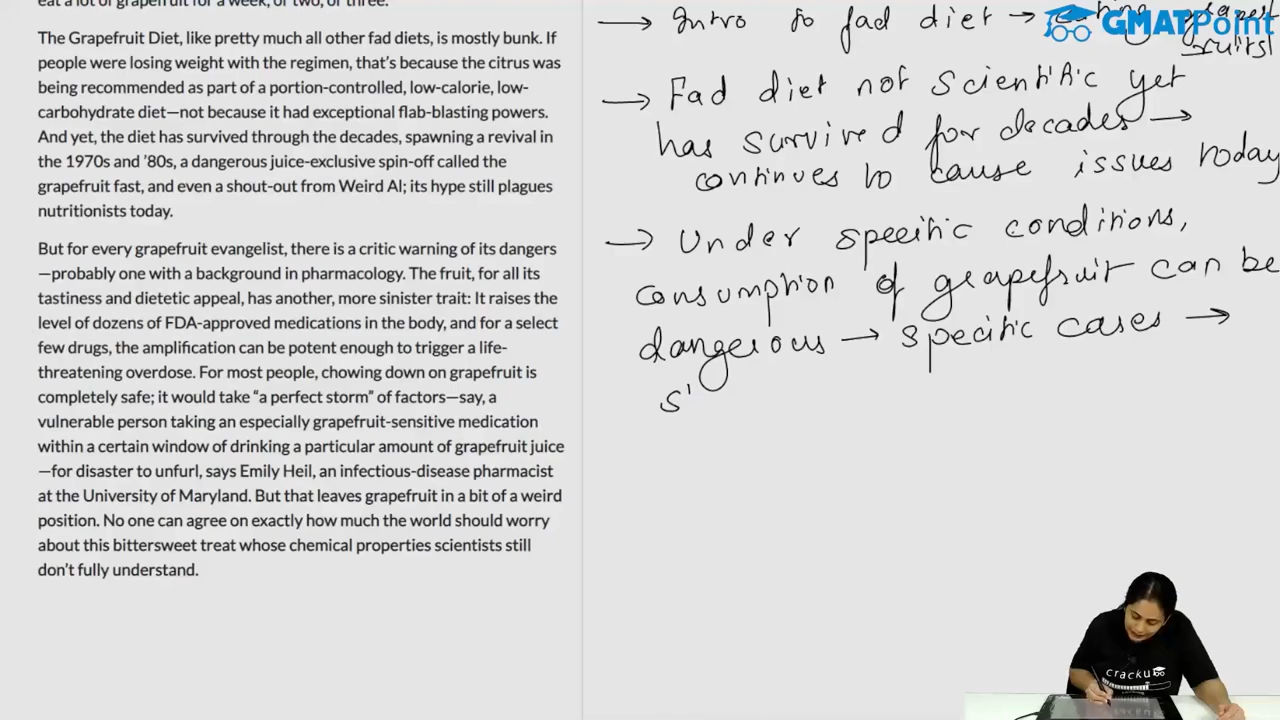 eat a lot of grapefruit for a week, or two, or three.
The Grapefruit Diet, like pretty much all other fad diets, is mostly bunk. If
people were losing weight with the regimen, that's because the citrus was
being recommended as part of a portion-controlled, low-calorie, low-
carbohydrate diet—not because it had exceptional flab-blasting powers.
And yet, the diet has survived through the decades, spawning a revival in
the 1970s and '80s, a dangerous juice-exclusive spin-off called the
grapefruit fast, and even a shout-out from Weird Al; its hype still plagues
nutritionists today.
But for every grapefruit evangelist, there is a critic warning of its dangers
—probably one with a background in pharmacology. The fruit, for all its
tastiness and dietetic appeal, has another, more sinister trait: It raises the
level of dozens of FDA-approved medications in the body, and for a select
few drugs, the amplification can be potent enough to trigger a life-
threatening overdose. For most people, chowing down on grapefruit is
completely safe; it would take “a perfect storm” of factors—say, a
vulnerable person taking an especially grapefruit-sensitive medication
within a certain window of drinking a particular amount of grapefruit juice
—for disaster to unfurl, says Emily Heil, an infectious-disease pharmacist
at the University of Maryland. But that leaves grapefruit in a bit of a weird
position. No one can agree on exactly how much the world should worry
about this bittersweet treat whose chemical properties scientists still
don't fully understand.
→ Intro to fad diet → eating
GMATPoint
→ Fad diet not scientific yet
has survived for decades →
continues to cause issues today
→ Under specific conditions,
consumption of grapefruit can be
dangerous → specific cases →
s'
cracku